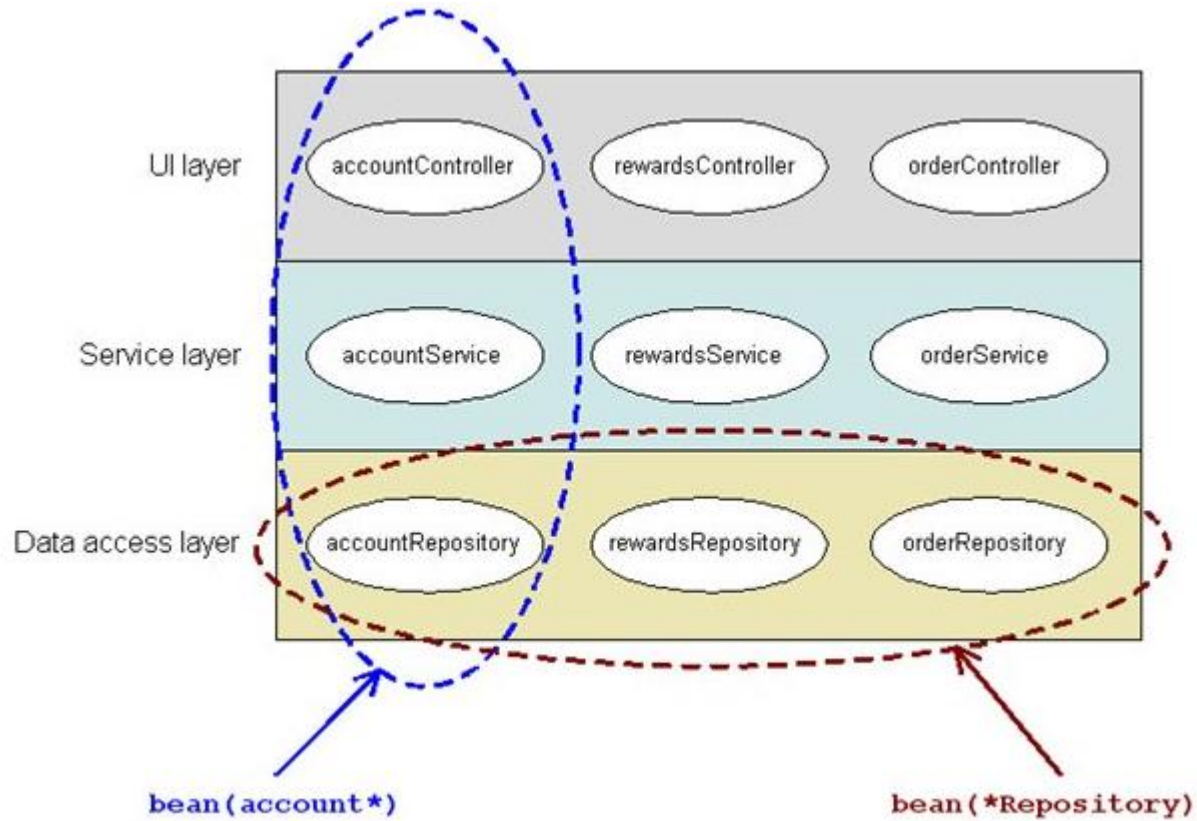 UI layer
accountController
rewardsController
orderController
Service layer
accountService
rewardsService
orderService
Data access layer
accountRepository
rewardsRepository
orderRepository
bean(account*)
bean(*Repository)